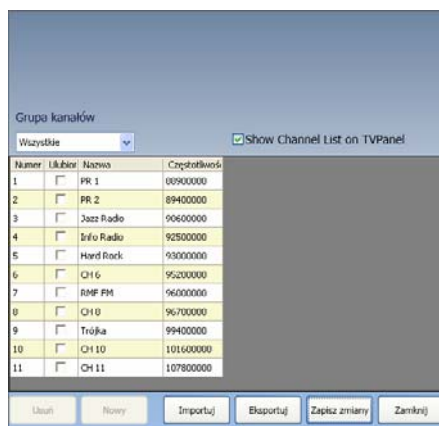 Grupa kanałów
Wszystkie
Show Channel List on TVPanel
Numer Ulubior Nazwa Częstotliwoś
1 PR 1 88900000
2 PR 2 89400000
3 Jazz Radio 90600000
4 Info Radio 92500000
5 Hard Rock 93000000
6 CH 6 95200000
7 RMF FM 96000000
8 CH 8 96700000
9 Trójka 99400000
10 CH 10 101600000
11 CH 11 107800000
Usuń Nowy Importuj Eksportuj Zapisz zmiany Zamknij